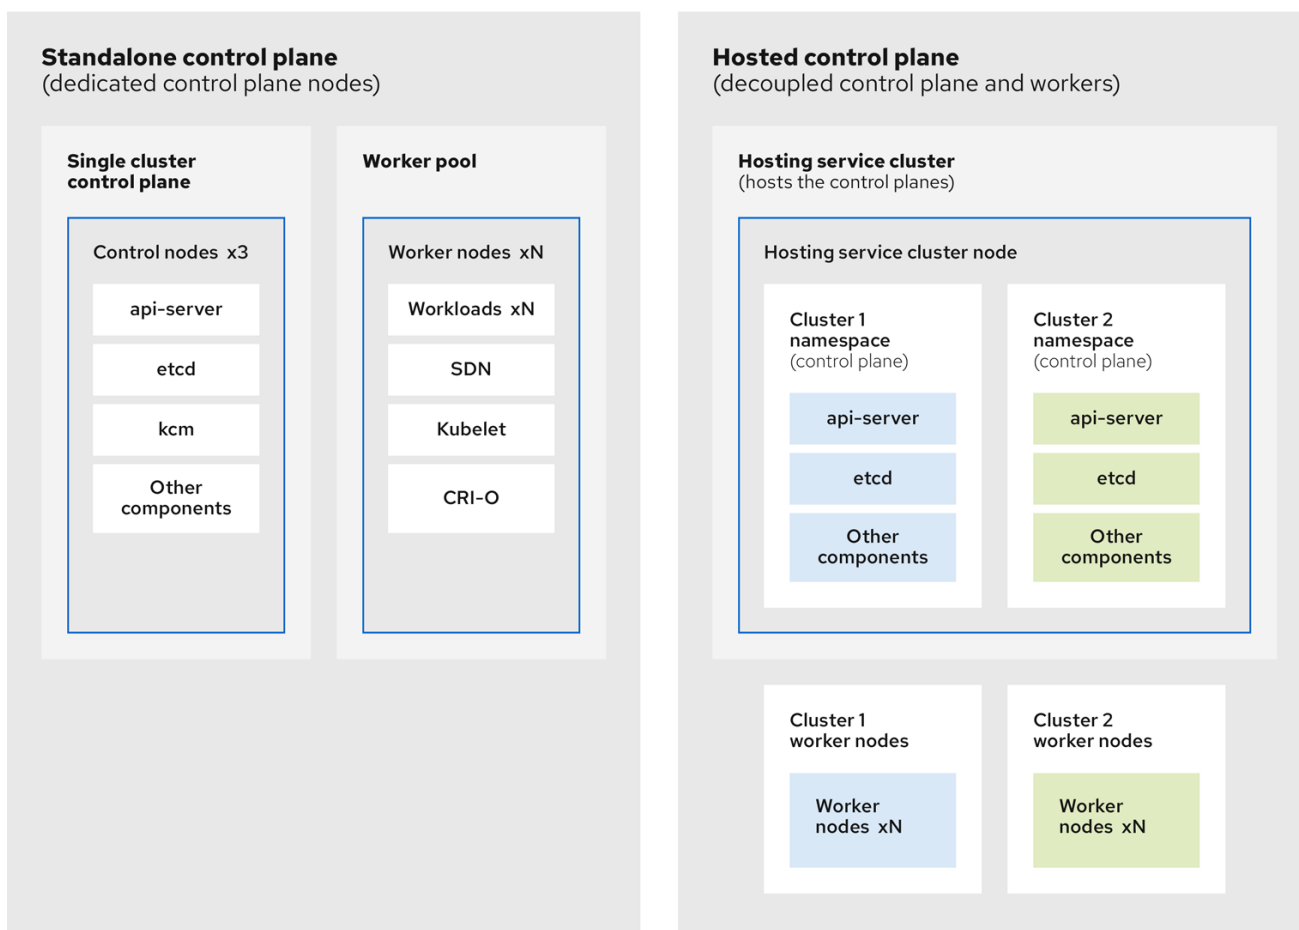 Standalone control plane
(dedicated control plane nodes)
Single cluster
control plane
Control nodes x3
api-server
etcd
kcm
Other
components
Worker pool
Worker nodes xN
Workloads xN
SDN
Kubelet
CRI-O
Hosted control plane
(decoupled control plane and workers)
Hosting service cluster
(hosts the control planes)
Hosting service cluster node
Cluster 1
namespace
(control plane)
api-server
etcd
Other
components
Cluster 2
namespace
(control plane)
api-server
etcd
Other
components
Cluster 1
worker nodes
Worker
nodes xN
Cluster 2
worker nodes
Worker
nodes xN